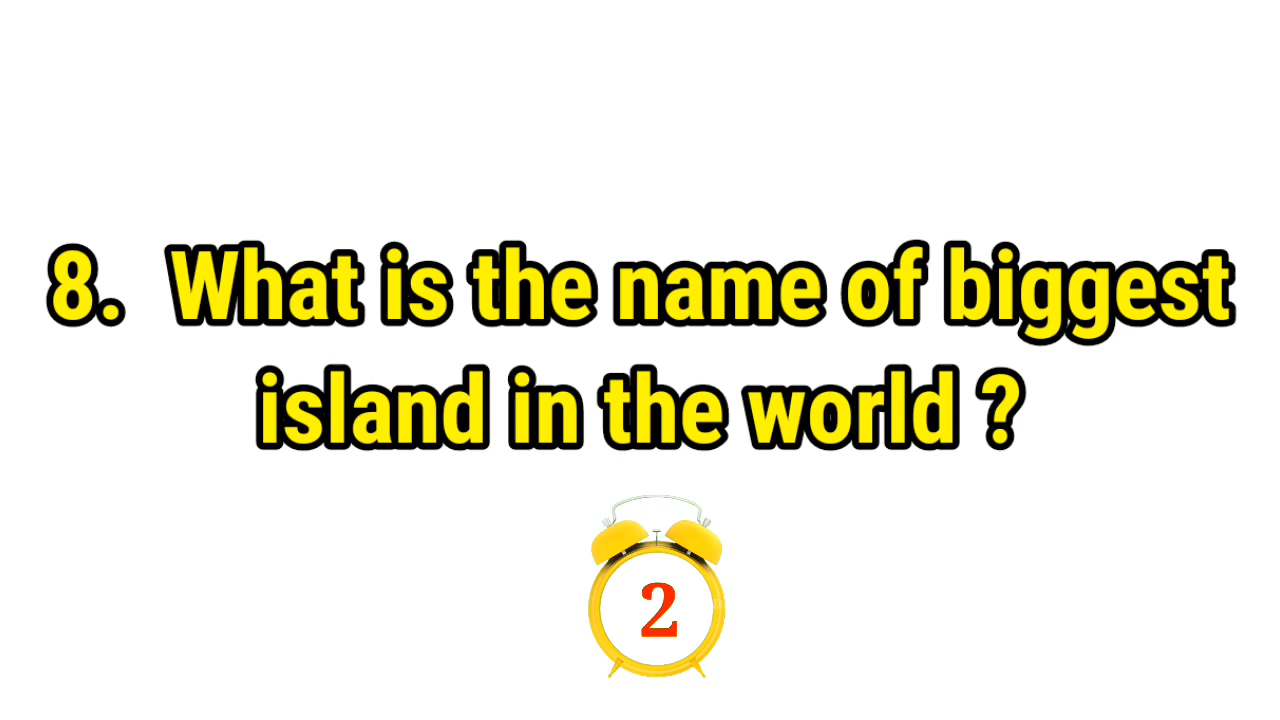 8. What is the name of biggest
island in the world ?
2